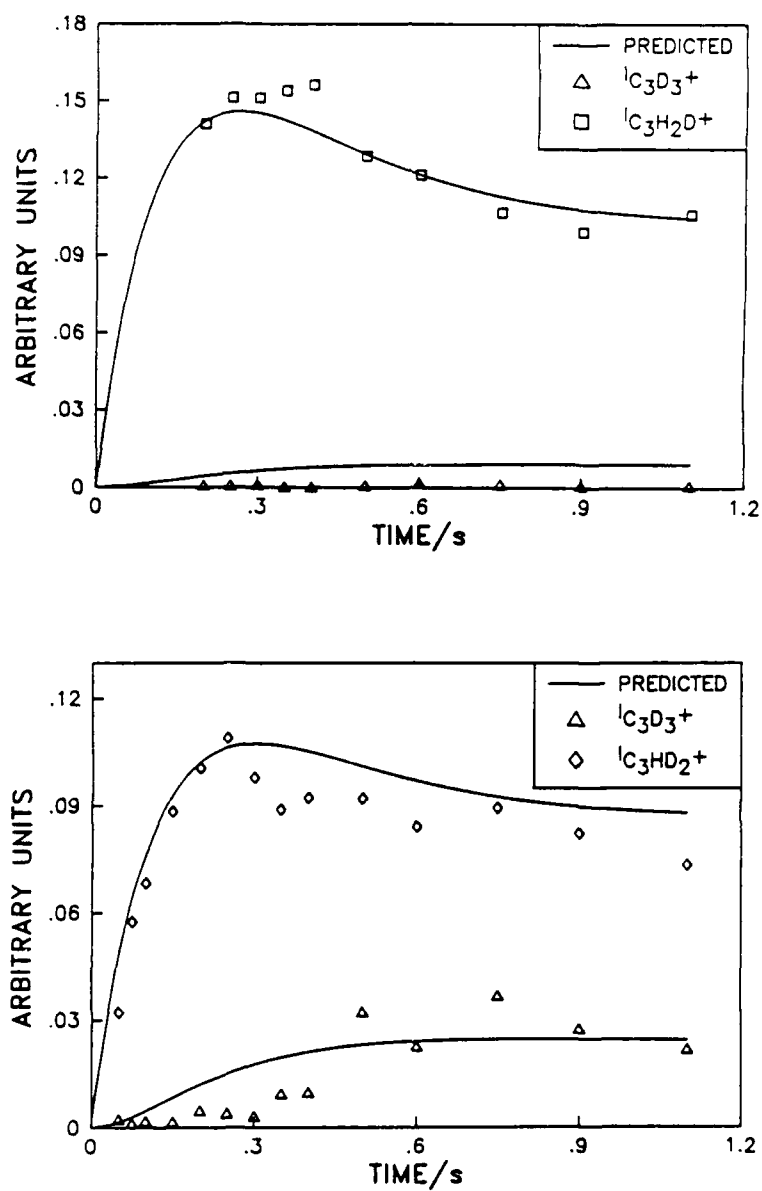 .18
.15
.12
.09
.06
.03
0
ARBITRARY UNITS
PREDICTED
lC3D3+
lC3H2D+
0 .3 .6 .9 1.2
TIME/s
.12
.09
.06
.03
0
ARBITRARY UNITS
PREDICTED
lC3D3+
lC3HD2+
0 .3 .6 .9 1.2
TIME/s